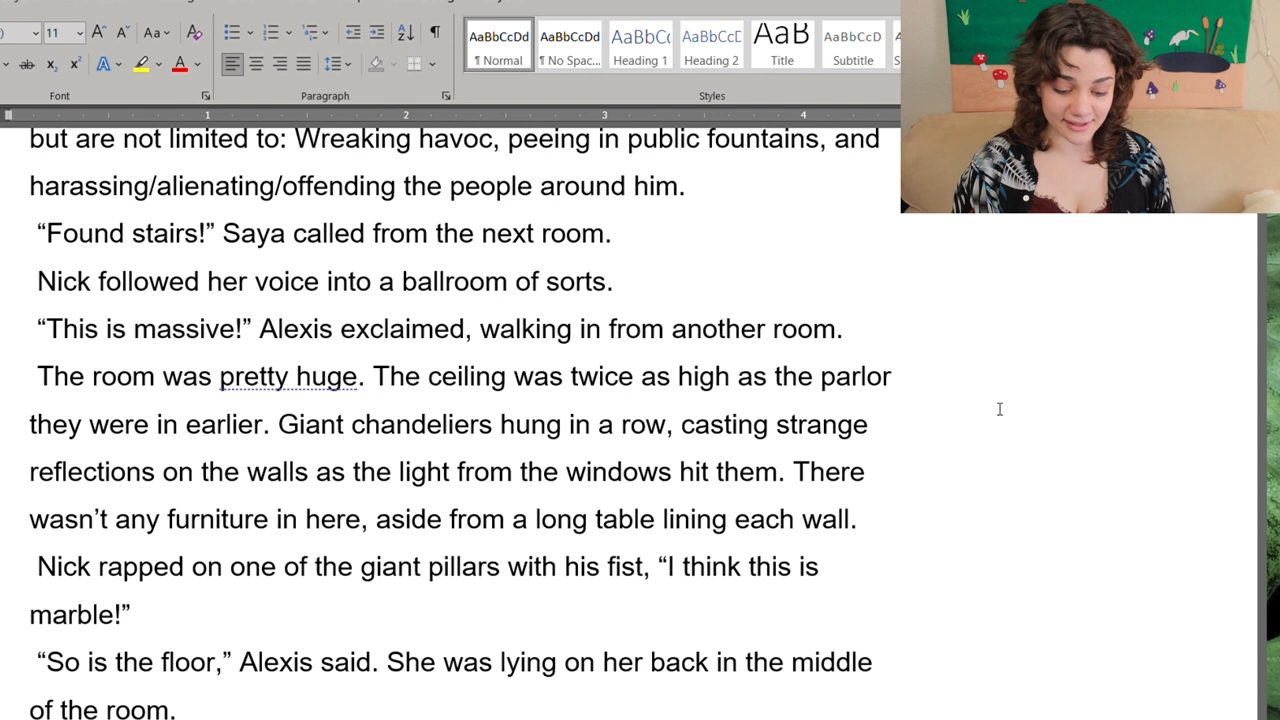 11
Aa
AaBbCcDd AaBbCcDd AaBbCc AaBbCcD AaB AaBbCcD
¶ Normal ¶ No Spac... Heading 1 Heading 2 Title Subtitle
Font Paragraph Styles
1 2 3 4
but are not limited to: Wreaking havoc, peeing in public fountains, and
harassing/alienating/offending the people around him.
“Found stairs!” Saya called from the next room.
Nick followed her voice into a ballroom of sorts.
“This is massive!” Alexis exclaimed, walking in from another room.
The room was pretty huge. The ceiling was twice as high as the parlor
they were in earlier. Giant chandeliers hung in a row, casting strange
reflections on the walls as the light from the windows hit them. There
wasn’t any furniture in here, aside from a long table lining each wall.
Nick rapped on one of the giant pillars with his fist, “I think this is
marble!”
“So is the floor,” Alexis said. She was lying on her back in the middle
of the room.